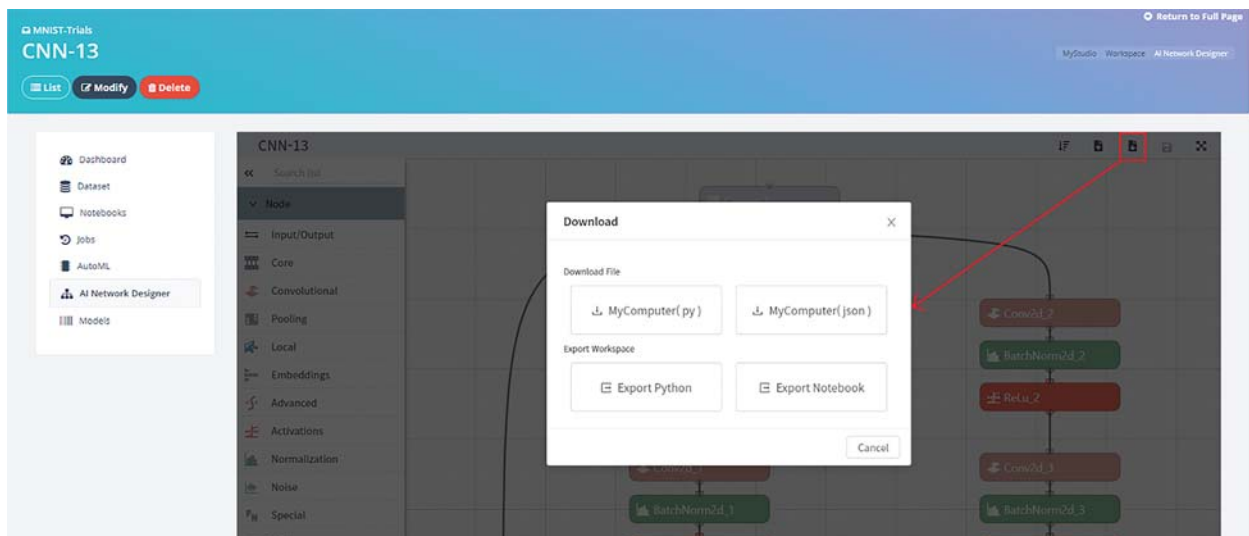 Return to Full Page
MNIST-Trials
CNN-13
MyStudio Workspace AI Network Designer
List Modify Delete
Dashboard
Dataset
Notebooks
Jobs
AutoML
AI Network Designer
Models
CNN-13
Node
Input/Output
Core
Convolutional
Pooling
Local
Embeddings
Advanced
Activations
Normalization
Noise
Special
Download
Download File
MyComputer(py) MyComputer(json)
Export Workspace
Export Python Export Notebook
Cancel
Conv2d_1
BatchNorm2d_1
Conv2d_2
BatchNorm2d_2
ReLu_2
Conv2d_3
BatchNorm2d_3